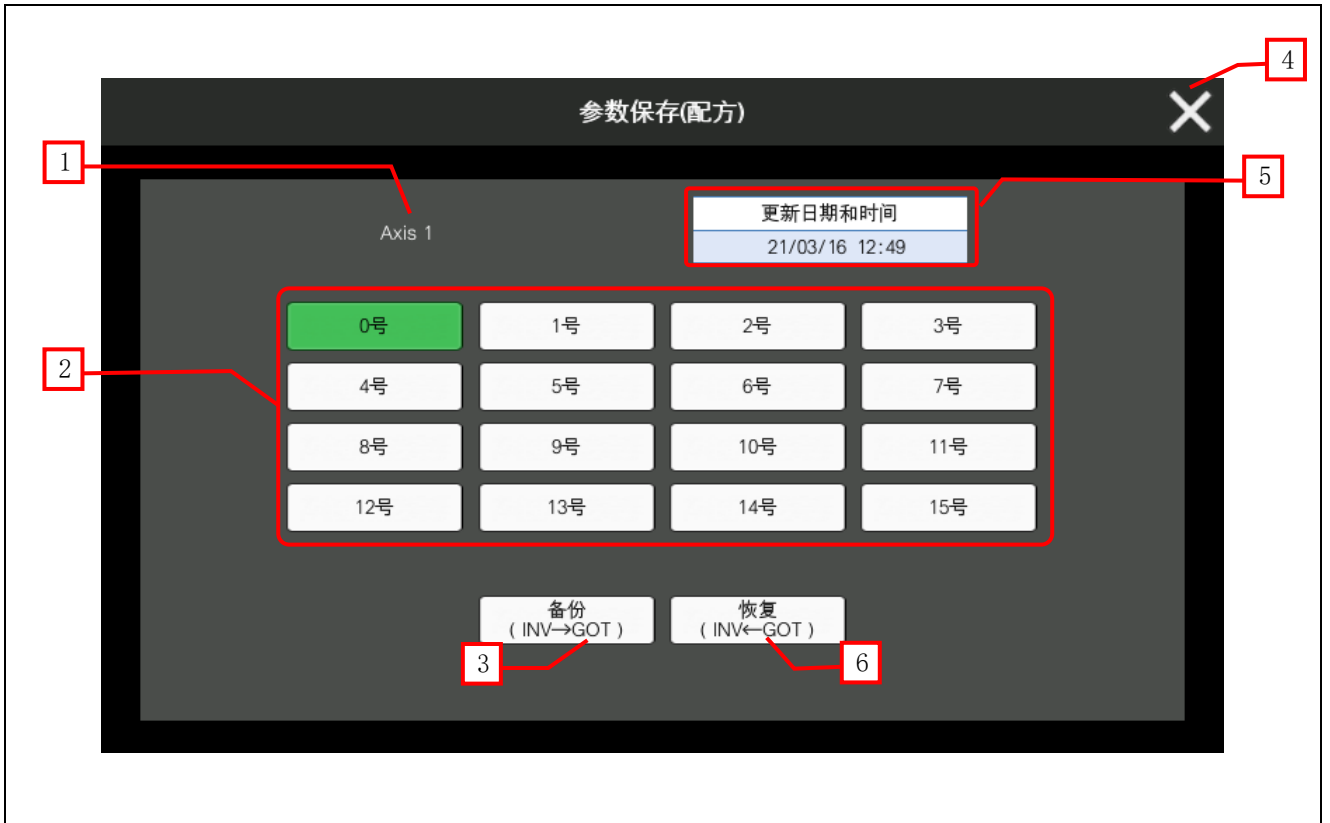 4
参数保存(配方)
1
5
Axis 1
更新日期和时间
21/03/16 12:49
0号 1号 2号 3号
2
4号 5号 6号 7号
8号 9号 10号 11号
12号 13号 14号 15号
备份 恢复
( INV→GOT ) ( INV←GOT )
3 6